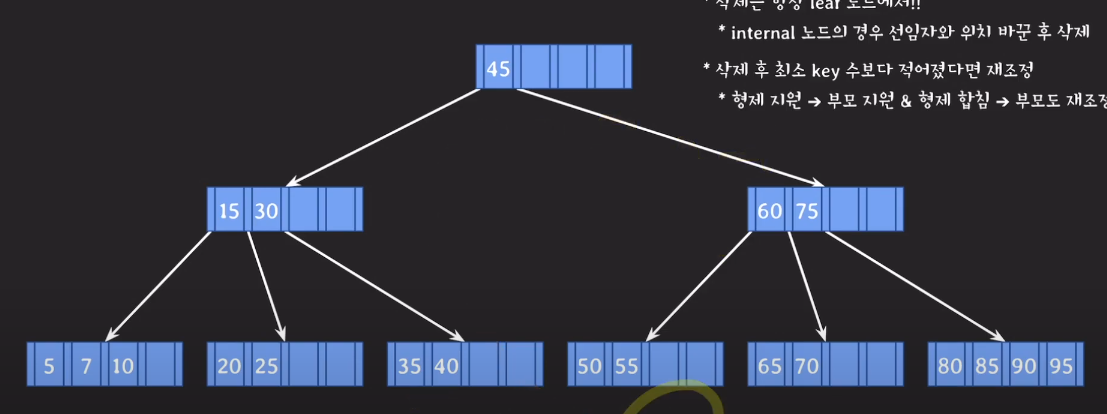 * 삭제는 항상 leaf 노드에서!!
* internal 노드의 경우 선임자와 위치 바꾼 후 삭제
* 삭제 후 최소 key 수보다 적어졌다면 재조정
* 형제 지원 → 부모 지원 & 형제 합침 → 부모도 재조정
45
15 30
60 75
5 7 10
20 25
35 40
50 55
65 70
80 85 90 95